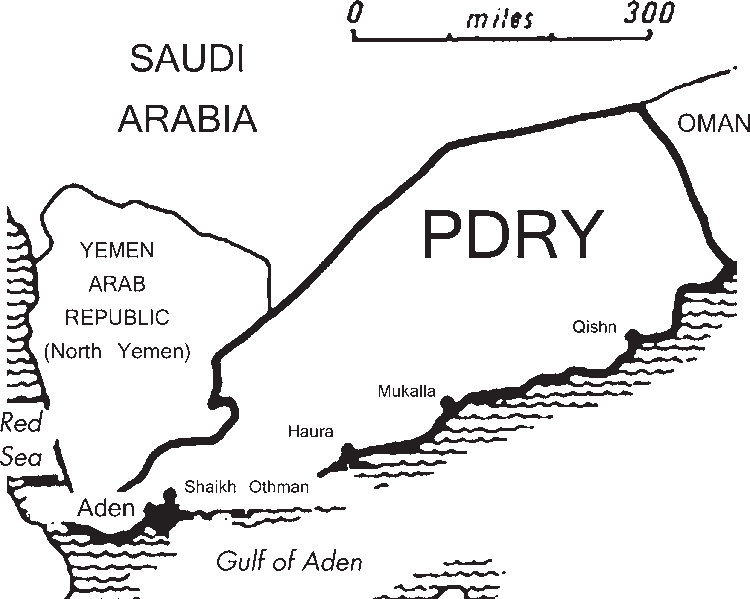 0 miles 300
SAUDI
ARABIA
OMAN
PDRY
YEMEN
ARAB
REPUBLIC
(North Yemen)
Qishn
Mukalla
Haura
Red
Sea
Shaikh Othman
Aden
Gulf of Aden